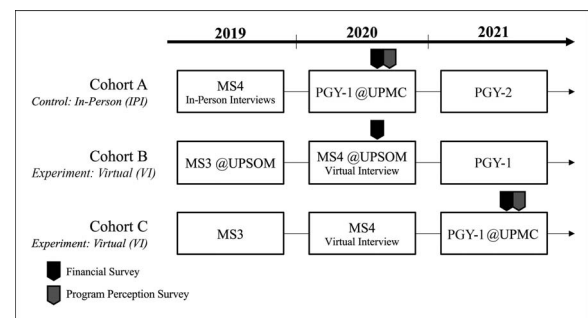 2019 2020 2021
Cohort A
Control: In-Person (IPI)
MS4
In-Person Interviews
PGY-1 @UPMC
PGY-2
Cohort B
Experiment: Virtual (VI)
MS3 @UPSOM
MS4 @UPSOM
Virtual Interview
PGY-1
Cohort C
Experiment: Virtual (VI)
MS3
MS4
Virtual Interview
PGY-1 @UPMC
Financial Survey
Program Perception Survey